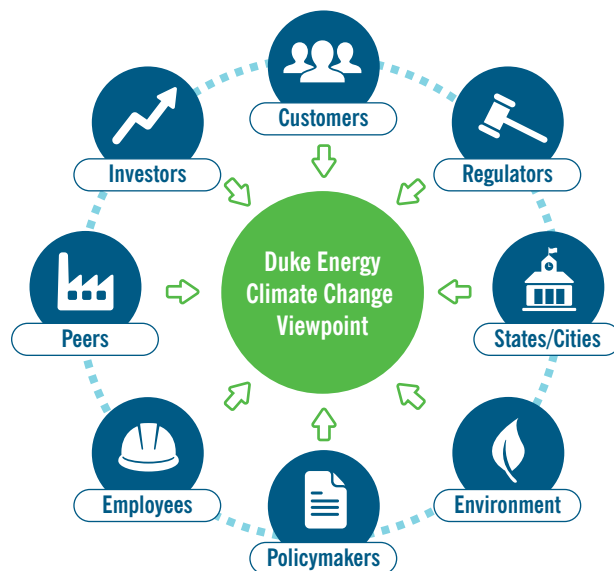 Customers
Investors
Regulators
Duke Energy
Climate Change
Viewpoint
Peers
States/Cities
Employees
Environment
Policymakers